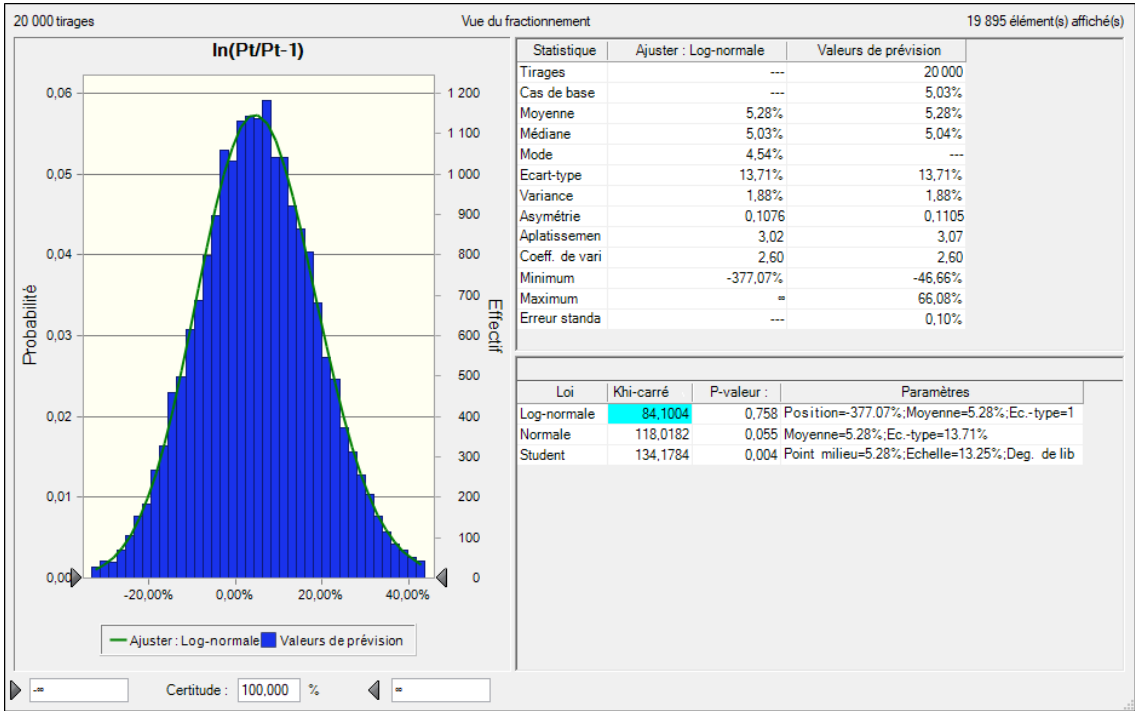 20 000 tirages Vue du fractionnement 19 895 élément(s) affiché(s)
ln(Pt/Pt-1)
Probabilité
0,06
0,05
0,04
0,03
0,02
0,01
0,00
1 200
1 100
1 000
900
800
700
600
500
400
300
200
100
0
Effectif
-20,00% 0,00% 20,00% 40,00%
Ajuster : Log-normale Valeurs de prévision
Statistique Ajuster : Log-normale Valeurs de prévision
Tirages --- 20 000
Cas de base --- 5,03%
Moyenne 5,28% 5,28%
Médiane 5,03% 5,04%
Mode 4,54% ---
Ecart-type 13,71% 13,71%
Variance 1,88% 1,88%
Asymétrie 0,1076 0,1105
Aplatissemen 3,02 3,07
Coeff. de vari 2,60 2,60
Minimum -377,07% -46,66%
Maximum ∞ 66,08%
Erreur standa --- 0,10%
Loi Khi-carré P-valeur : Paramètres
Log-normale 84,1004 0,758 Position=-377.07%;Moyenne=5.28%;Ec.-type=1
Normale 118,0182 0,055 Moyenne=5.28%;Ec.-type=13.71%
Student 134,1784 0,004 Point milieu=5.28%;Echelle=13.25%;Deg. de lib
-∞ Certitude : 100,000 % ∞